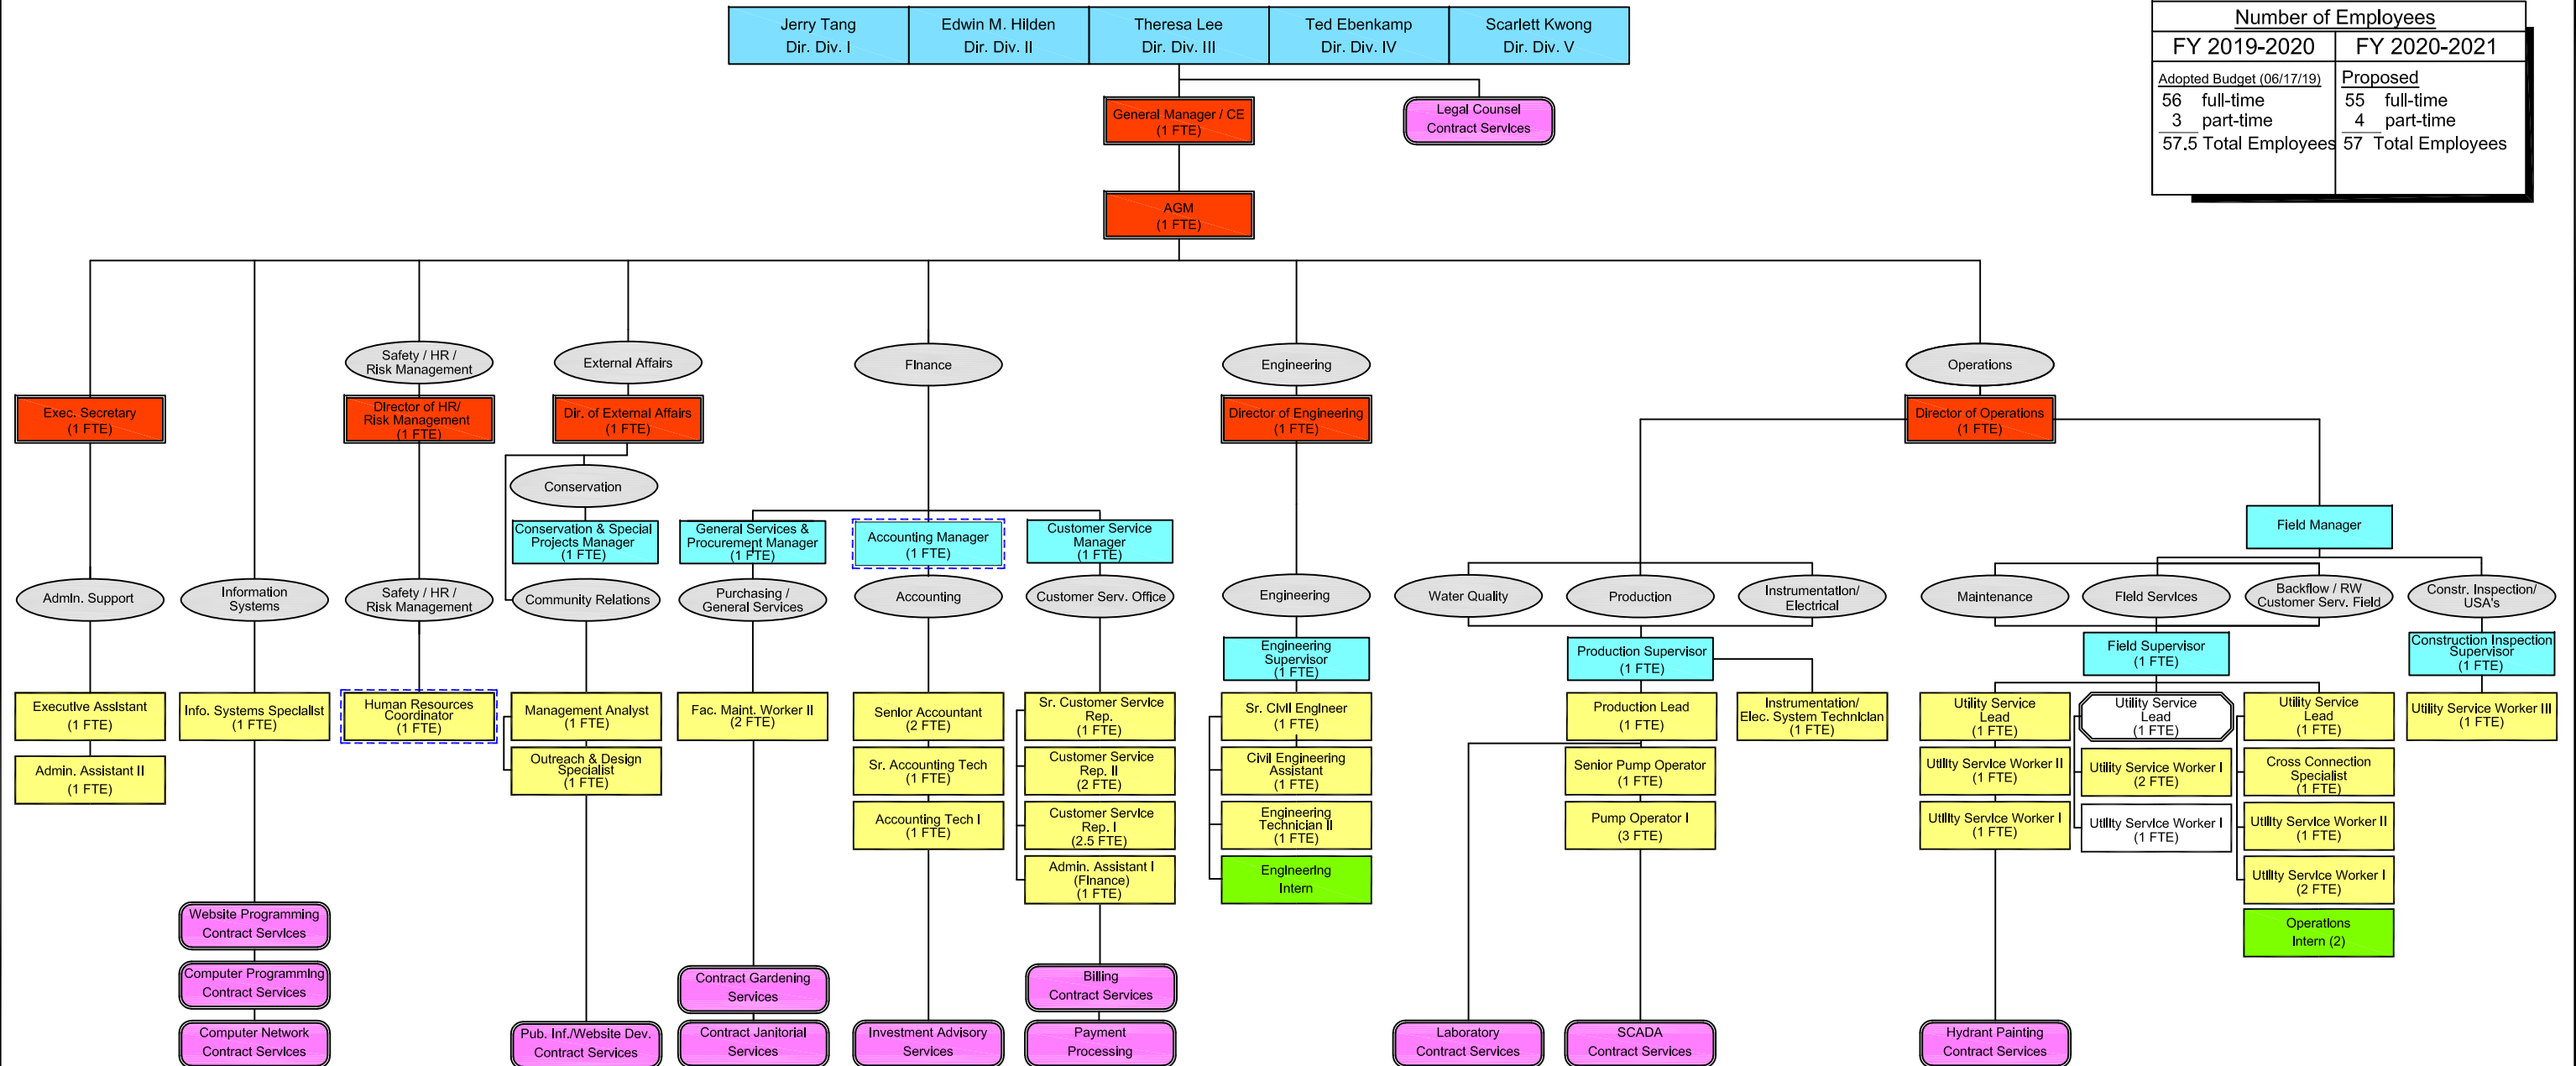 Jerry Tang
Dir. Div. I
Edwin M. Hilden
Dir. Div. II
Theresa Lee
Dir. Div. III
Ted Ebenkamp
Dir. Div. IV
Scarlett Kwong
Dir. Div. V
Number of Employees
FY 2019-2020
FY 2020-2021
Adopted Budget (06/17/19)
Proposed
56 full-time
55 full-time
3 part-time
4 part-time
57.5 Total Employees
57 Total Employees
General Manager / CE
(1 FTE)
Legal Counsel
Contract Services
AGM
(1 FTE)
Safety / HR /
Risk Management
External Affairs
Finance
Engineering
Operations
Exec. Secretary
(1 FTE)
Director of HR/
Risk Management
(1 FTE)
Dir. of External Affairs
(1 FTE)
Director of Engineering
(1 FTE)
Director of Operations
(1 FTE)
Conservation
Conservation & Special
Projects Manager
(1 FTE)
General Services &
Procurement Manager
(1 FTE)
Accounting Manager
(1 FTE)
Customer Service
Manager
(1 FTE)
Field Manager
Admin. Support
Information
Systems
Safety / HR /
Risk Management
Community Relations
Purchasing /
General Services
Accounting
Customer Serv. Office
Engineering
Water Quality
Production
Instrumentation/
Electrical
Maintenance
Field Services
Backflow / RW
Customer Serv. Field
Constr. Inspection/
USA's
Engineering
Supervisor
(1 FTE)
Production Supervisor
(1 FTE)
Field Supervisor
(1 FTE)
Construction Inspection
Supervisor
(1 FTE)
Executive Assistant
(1 FTE)
Info. Systems Specialist
(1 FTE)
Human Resources
Coordinator
(1 FTE)
Management Analyst
(1 FTE)
Fac. Maint. Worker II
(2 FTE)
Senior Accountant
(2 FTE)
Sr. Customer Service
Rep.
(1 FTE)
Sr. Civil Engineer
(1 FTE)
Production Lead
(1 FTE)
Instrumentation/
Elec. System Technician
(1 FTE)
Utility Service
Lead
(1 FTE)
Utility Service
Lead
(1 FTE)
Utility Service
Lead
(1 FTE)
Utility Service Worker III
(1 FTE)
Admin. Assistant II
(1 FTE)
Outreach & Design
Specialist
(1 FTE)
Sr. Accounting Tech
(1 FTE)
Customer Service
Rep. II
(2 FTE)
Civil Engineering
Assistant
(1 FTE)
Senior Pump Operator
(1 FTE)
Utility Service Worker II
(1 FTE)
Utility Service Worker I
(2 FTE)
Cross Connection
Specialist
(1 FTE)
Accounting Tech I
(1 FTE)
Customer Service
Rep. I
(2.5 FTE)
Engineering
Technician II
(1 FTE)
Pump Operator I
(3 FTE)
Utility Service Worker I
(1 FTE)
Utility Service Worker I
(1 FTE)
Utility Service Worker II
(1 FTE)
Admin. Assistant I
(Finance)
(1 FTE)
Engineering
Intern
Utility Service Worker I
(2 FTE)
Website Programming
Contract Services
Operations
Intern (2)
Computer Programming
Contract Services
Contract Gardening
Services
Billing
Contract Services
Computer Network
Contract Services
Pub. Inf./Website Dev.
Contract Services
Contract Janitorial
Services
Investment Advisory
Services
Payment
Processing
Laboratory
Contract Services
SCADA
Contract Services
Hydrant Painting
Contract Services